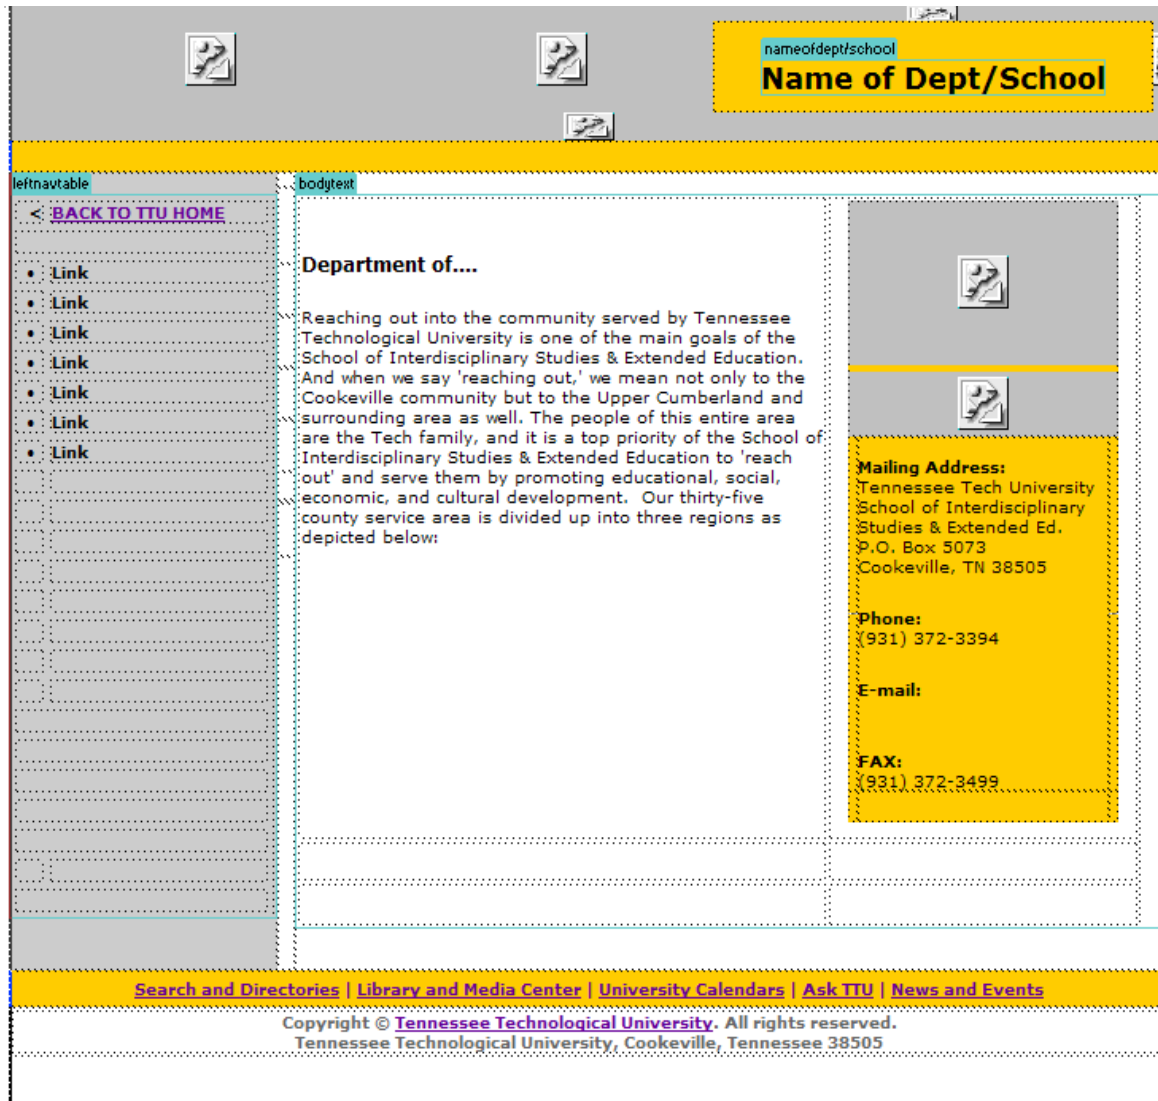 nameofdept/school
Name of Dept/School
leftnavtable
< BACK TO TTU HOME
• Link
• Link
• Link
• Link
• Link
• Link
• Link
bodytext
Department of....
Reaching out into the community served by Tennessee
Technological University is one of the main goals of the
School of Interdisciplinary Studies & Extended Education.
And when we say 'reaching out,' we mean not only to the
Cookeville community but to the Upper Cumberland and
surrounding area as well. The people of this entire area
are the Tech family, and it is a top priority of the School of
Interdisciplinary Studies & Extended Education to 'reach
out' and serve them by promoting educational, social,
economic, and cultural development.  Our thirty-five
county service area is divided up into three regions as
depicted below:
Mailing Address:
Tennessee Tech University
School of Interdisciplinary
Studies & Extended Ed.
P.O. Box 5073
Cookeville, TN 38505
Phone:
(931) 372-3394
E-mail:
FAX:
(931) 372-3499
Search and Directories | Library and Media Center | University Calendars | Ask TTU | News and Events
Copyright © Tennessee Technological University. All rights reserved.
Tennessee Technological University, Cookeville, Tennessee 38505